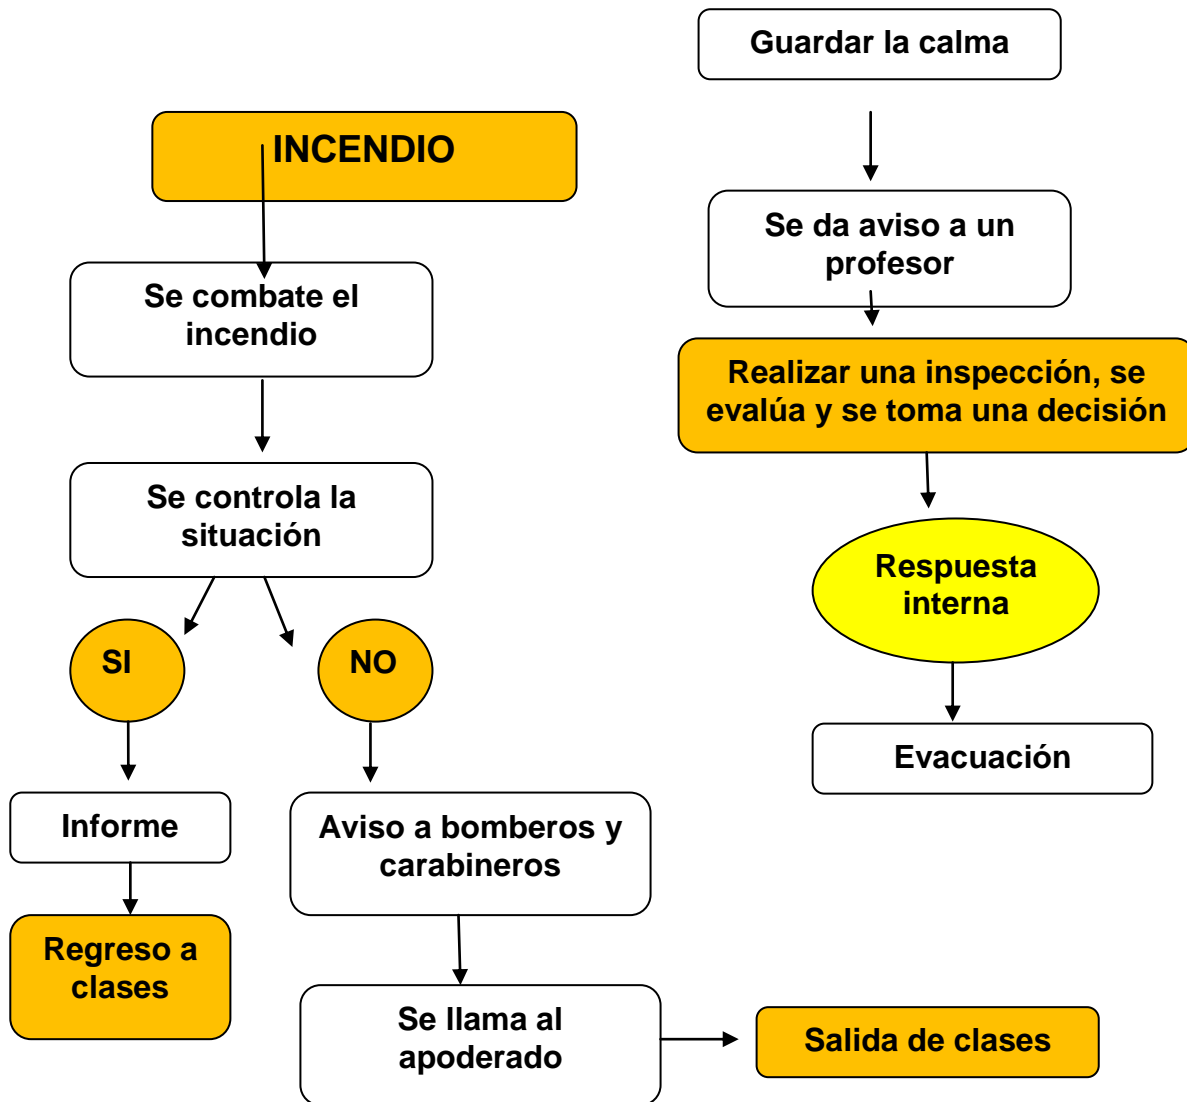 Guardar la calma
INCENDIO
Se da aviso a un
profesor
Se combate el
incendio
Realizar una inspección, se
evalúa y se toma una decisión
Se controla la
situación
Respuesta
interna
SI
NO
Evacuación
Informe
Aviso a bomberos y
carabineros
Regreso a
clases
Se llama al
apoderado
Salida de clases